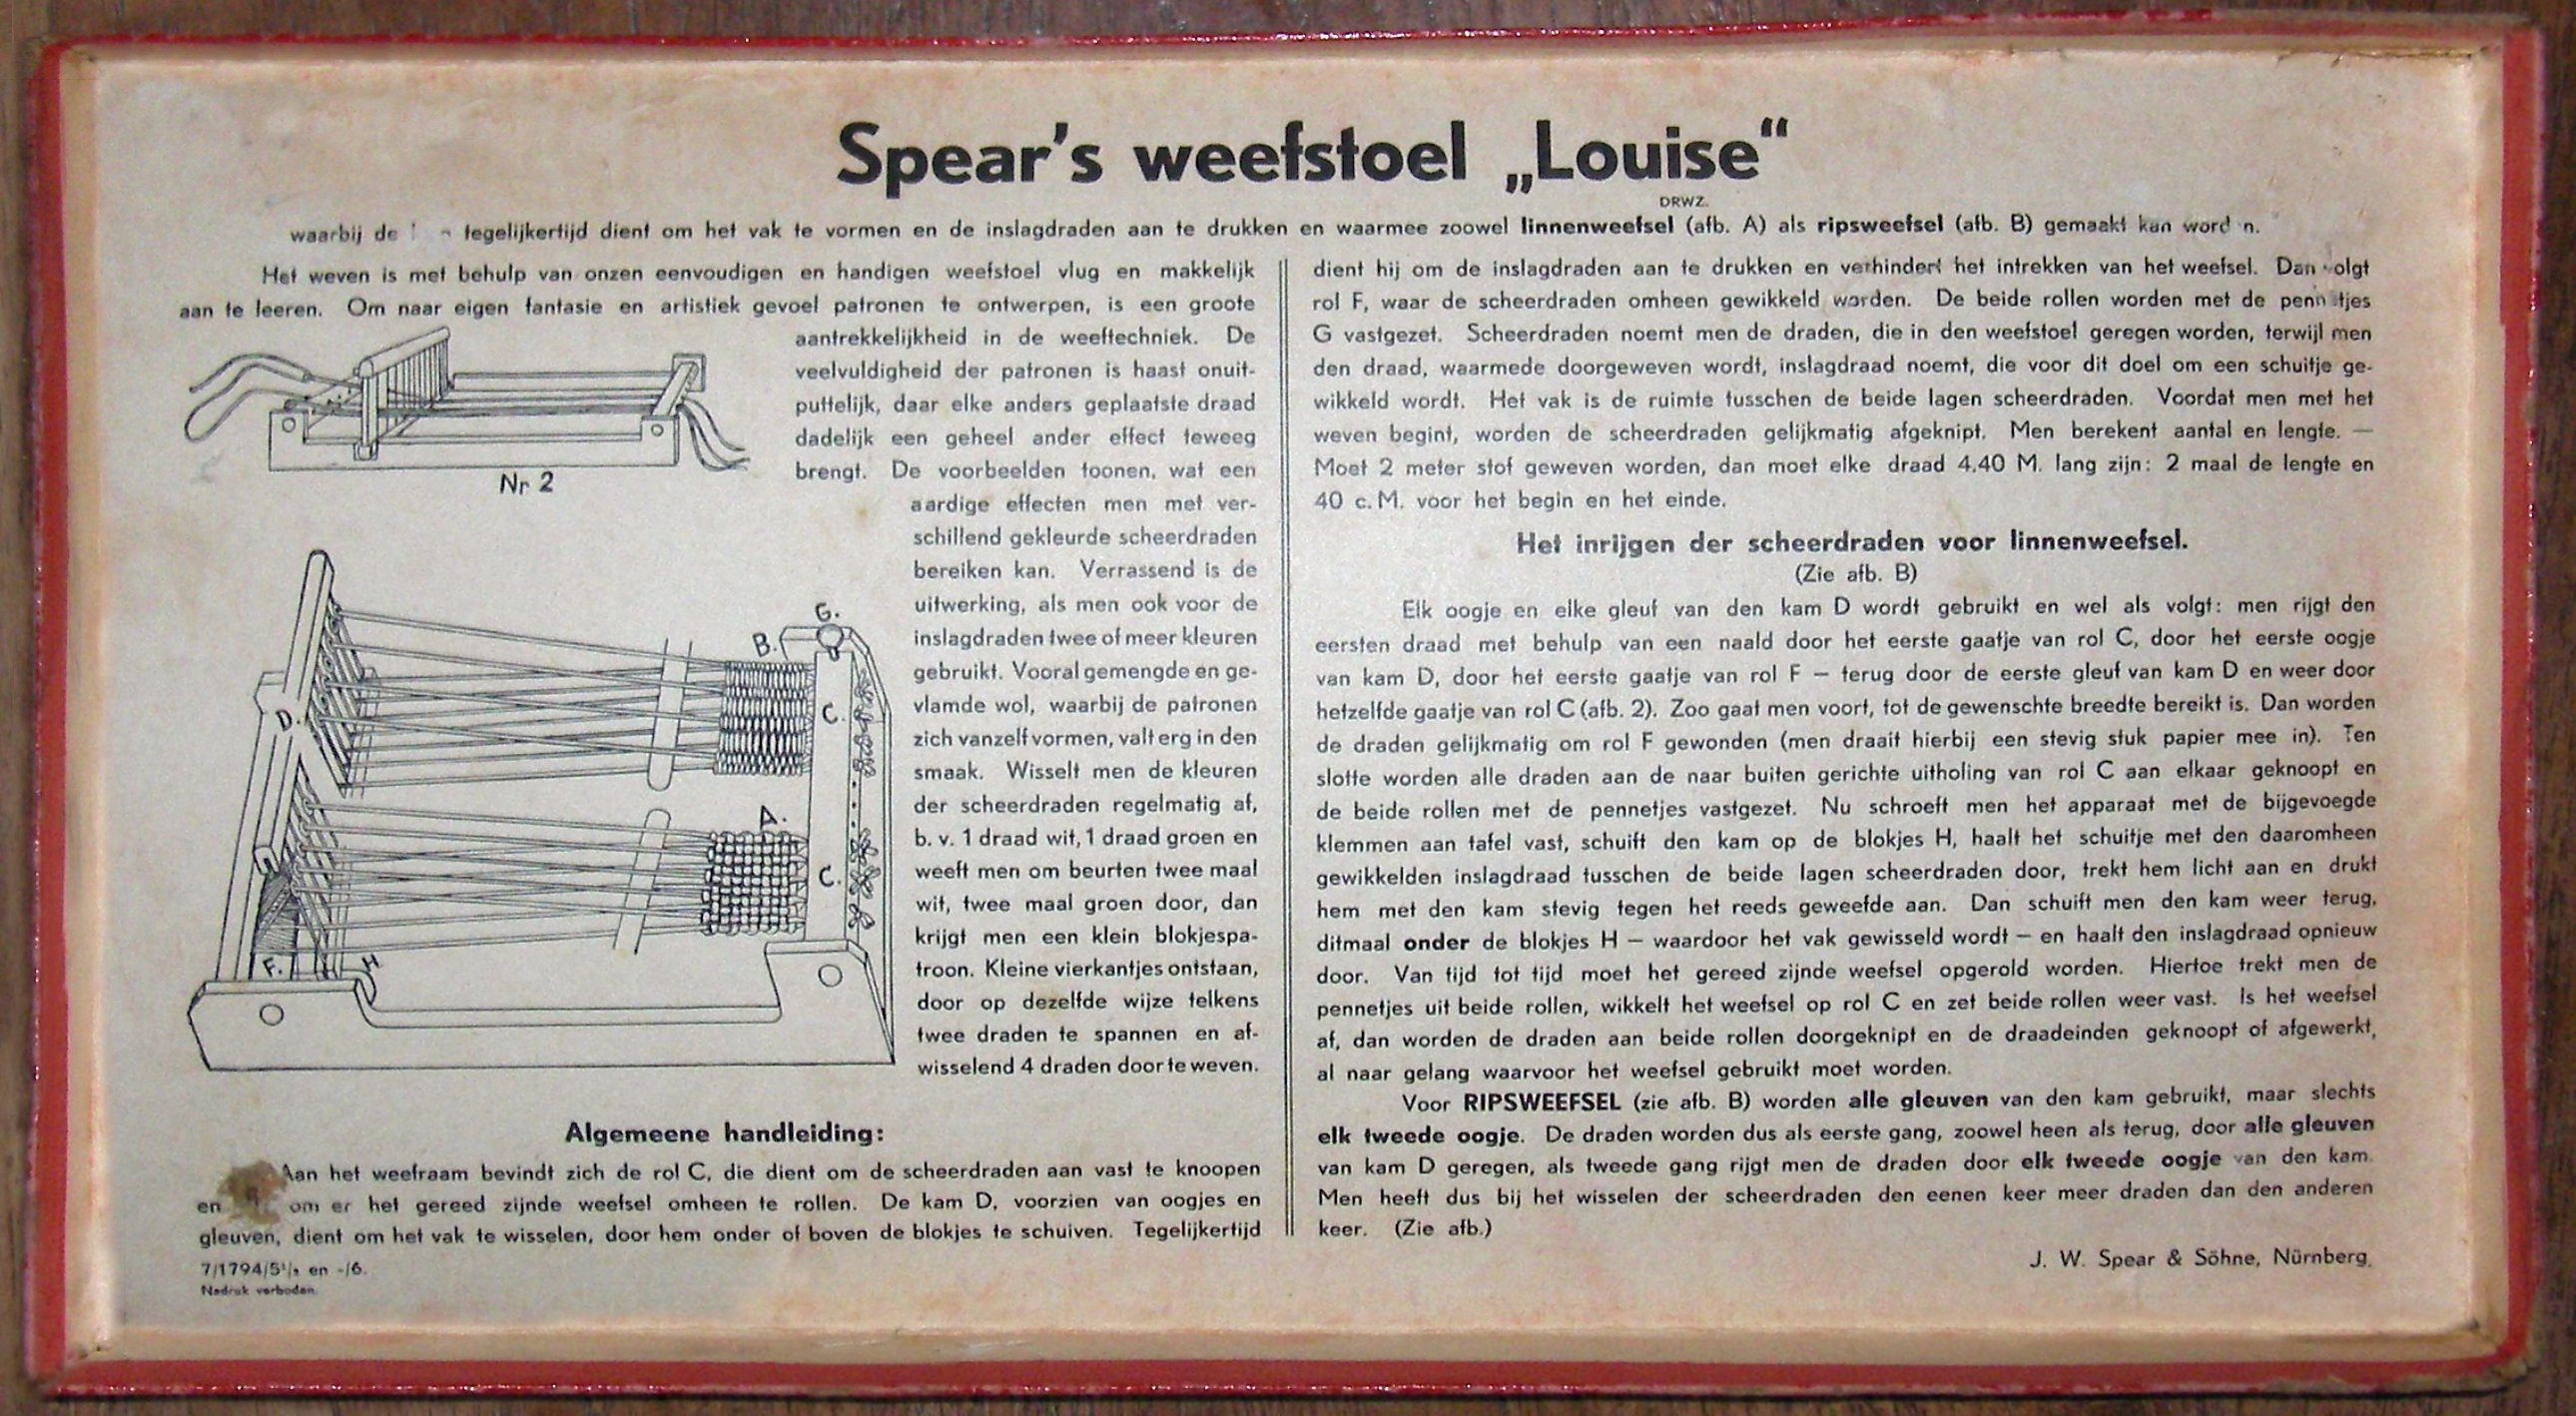 Spear's weefstoel „Louise“
DRWZ.
waarbij de tegelijkertijd dient om het vak te vormen en de inslagdraden aan te drukken en waarmee zoowel linnenweefsel (afb. A) als ripsweefsel (afb. B) gemaakt kan
Het weven is met behulp van onzen eenvoudigen en handigen weefstoel vlug en makkelijk
aan te leeren. Om naar eigen fantasie en artistiek gevoel patronen te ontwerpen, is een groote
aantrekkelijkheid in de weeftechniek. De
veelvuldigheid der patronen is haast onuit-
puttelijk, daar elke anders geplaatste draad
dadelijk een geheel ander effect teweeg
brengt. De voorbeelden toonen, wat een
aardige effecten men met ver-
schillend gekleurde scheerdraden
bereiken kan. Verrassend is de
uitwerking, als men ook voor de
inslagdraden twee of meer kleuren
gebruikt. Vooral gemengde en ge-
vlamde wol, waarbij de patronen
zich vanzelf vormen, valt erg in den
smaak. Wisselt men de kleuren
der scheerdraden regelmatig af,
b. v. 1 draad wit, 1 draad groen en
weeft men om beurten twee maal
wit, twee maal groen door, dan
krijgt men een klein blokjespa-
troon. Kleine vierkantjes ontstaan,
door op dezelfde wijze telkens
twee draden te spannen en af-
wisselend 4 draden door te weven.
Nr 2
G.
B.
D.
C.
A.
C.
F.
H
Algemeene handleiding:
Aan het weefraam bevindt zich de rol C, die dient om de scheerdraden aan vast te knoopen
en om er het gereed zijnde weefsel omheen te rollen. De kam D, voorzien van oogjes en
gleuven, dient om het vak te wisselen, door hem onder of boven de blokjes te schuiven. Tegelijkertijd
7/1794/5½ en -/6.
Nadruk verboden.
dient hij om de inslagdraden aan te drukken en verhindert het intrekken van het weefsel. Dan
rol F, waar de scheerdraden omheen gewikkeld worden. De beide rollen worden met de
G vastgezet. Scheerdraden noemt men de draden, die in den weefstoel geregen worden, terwijl men
den draad, waarmede doorgeweven wordt, inslagdraad noemt, die voor dit doel om een schuitje ge-
wikkeld wordt. Het vak is de ruimte tusschen de beide lagen scheerdraden. Voordat men met het
weven begint, worden de scheerdraden gelijkmatig afgeknipt. Men berekent aantal en lengte. —
Moet 2 meter stof geweven worden, dan moet elke draad 4.40 M. lang zijn: 2 maal de lengte en
40 c. M. voor het begin en het einde.
Het inrijgen der scheerdraden voor linnenweefsel.
(Zie afb. B)
Elk oogje en elke gleuf van den kam D wordt gebruikt en wel als volgt: men rijgt den
eersten draad met behulp van een naald door het eerste gaatje van rol C, door het eerste oogje
van kam D, door het eerste gaatje van rol F — terug door de eerste gleuf van kam D en weer door
hetzelfde gaatje van rol C (afb. 2). Zoo gaat men voort, tot de gewenschte breedte bereikt is. Dan worden
de draden gelijkmatig om rol F gewonden (men draait hierbij een stevig stuk papier mee in). Ten
slotte worden alle draden aan de naar buiten gerichte uitholing van rol C aan elkaar geknoopt en
de beide rollen met de pennetjes vastgezet. Nu schroeft men het apparaat met de bijgevoegde
klemmen aan tafel vast, schuift den kam op de blokjes H, haalt het schuitje met den daaromheen
gewikkelden inslagdraad tusschen de beide lagen scheerdraden door, trekt hem licht aan en drukt
hem met den kam stevig tegen het reeds geweefde aan. Dan schuift men den kam weer terug,
ditmaal onder de blokjes H — waardoor het vak gewisseld wordt — en haalt den inslagdraad opnieuw
door. Van tijd tot tijd moet het gereed zijnde weefsel opgerold worden. Hiertoe trekt men de
pennetjes uit beide rollen, wikkelt het weefsel op rol C en zet beide rollen weer vast. Is het weefsel
af, dan worden de draden aan beide rollen doorgeknipt en de draadeinden geknoopt of afgewerkt,
al naar gelang waarvoor het weefsel gebruikt moet worden.
Voor RIPSWEEFSEL (zie afb. B) worden alle gleuven van den kam gebruikt, maar slechts
elk tweede oogje. De draden worden dus als eerste gang, zoowel heen als terug, door alle gleuven
van kam D geregen, als tweede gang rijgt men de draden door elk tweede oogje van den kam.
Men heeft dus bij het wisselen der scheerdraden den eenen keer meer draden dan den anderen
keer. (Zie afb.)
J. W. Spear & Söhne, Nürnberg.